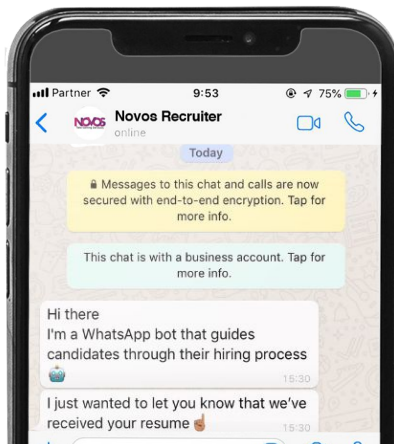 Partner 9:53 75%
NOVOS Novos Recruiter
online
Today
Messages to this chat and calls are now
secured with end-to-end encryption. Tap for
more info.
This chat is with a business account. Tap for
more info.
Hi there
I'm a WhatsApp bot that guides
candidates through their hiring process
15:30
I just wanted to let you know that we've
received your resume 15:30